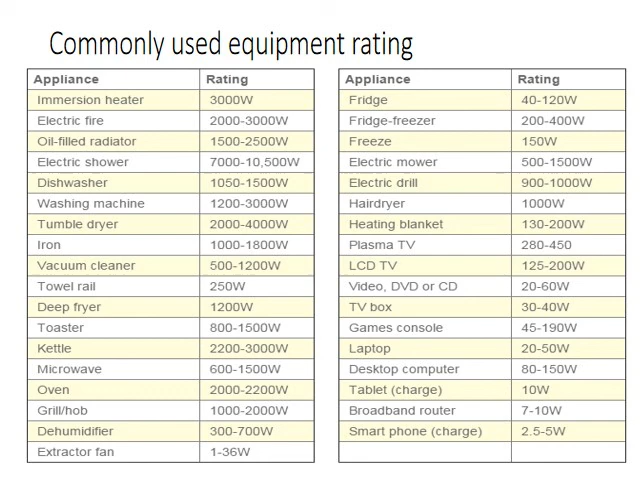 Commonly used equipment rating
Appliance Rating
Immersion heater 3000W
Electric fire 2000-3000W
Oil-filled radiator 1500-2500W
Electric shower 7000-10,500W
Dishwasher 1050-1500W
Washing machine 1200-3000W
Tumble dryer 2000-4000W
Iron 1000-1800W
Vacuum cleaner 500-1200W
Towel rail 250W
Deep fryer 1200W
Toaster 800-1500W
Kettle 2200-3000W
Microwave 600-1500W
Oven 2000-2200W
Grill/hob 1000-2000W
Dehumidifier 300-700W
Extractor fan 1-36W
Appliance Rating
Fridge 40-120W
Fridge-freezer 200-400W
Freeze 150W
Electric mower 500-1500W
Electric drill 900-1000W
Hairdryer 1000W
Heating blanket 130-200W
Plasma TV 280-450
LCD TV 125-200W
Video, DVD or CD 20-60W
TV box 30-40W
Games console 45-190W
Laptop 20-50W
Desktop computer 80-150W
Tablet (charge) 10W
Broadband router 7-10W
Smart phone (charge) 2.5-5W